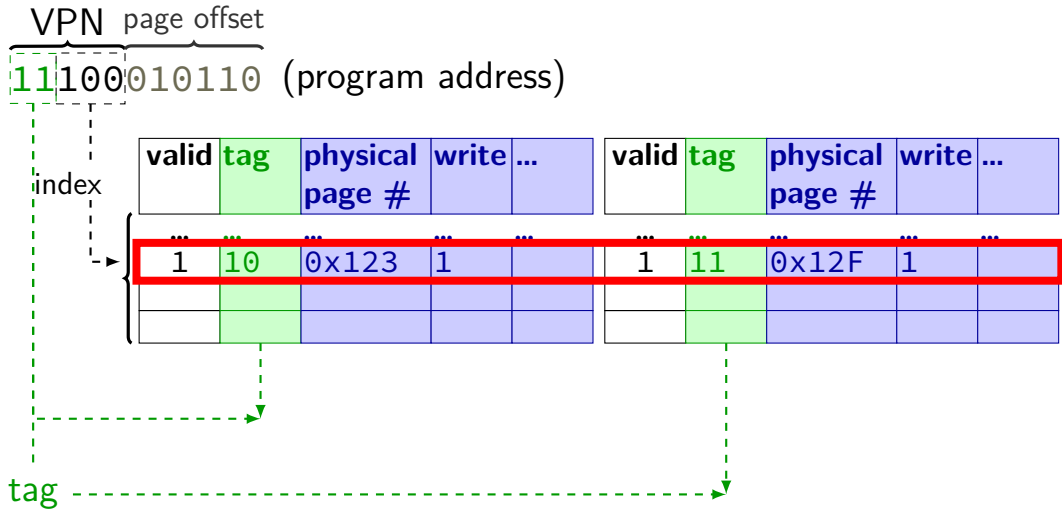 VPN page offset
11100010110 (program address)
valid tag physical page # write ... valid tag physical page # write ...
index
... ... ... ... ... ... ... ... ... ...
1 10 0x123 1 1 11 0x12F 1
tag